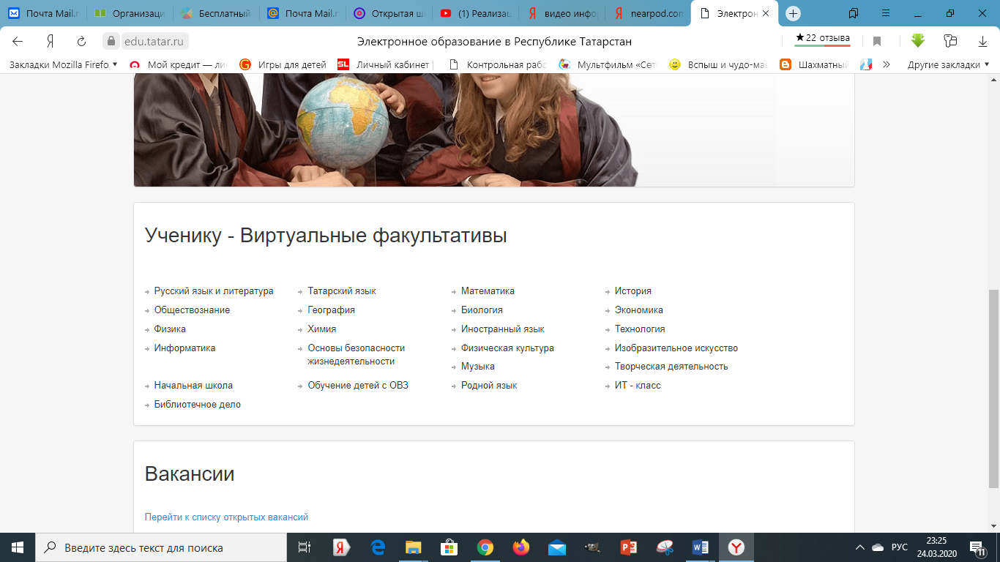 Почта Mail.r
Организаци
Бесплатный
Почта Mail.r
Открытая ш
(1) Реализац
видео инфо
nearpod.com
Электрон
edu.tatar.ru
Электронное образование в Республике Татарстан
★22 отзыва
Закладки Mozilla Firefo
Мой кредит — ли
Игры для детей
Личный кабинет |
Контрольная рабо
Мультфильм «Сет
Вспыш и чудо-маш
Шахматный
Другие закладки
Ученику - Виртуальные факультативы
Русский язык и литература
Татарский язык
Математика
История
Обществознание
География
Биология
Экономика
Физика
Химия
Иностранный язык
Технология
Информатика
Основы безопасности
жизнедеятельности
Физическая культура
Изобразительное искусство
Музыка
Творческая деятельность
Начальная школа
Обучение детей с ОВЗ
Родной язык
ИТ - класс
Библиотечное дело
Вакансии
Перейти к списку открытых вакансий
Введите здесь текст для поиска
РУС
23:25
24.03.2020
11